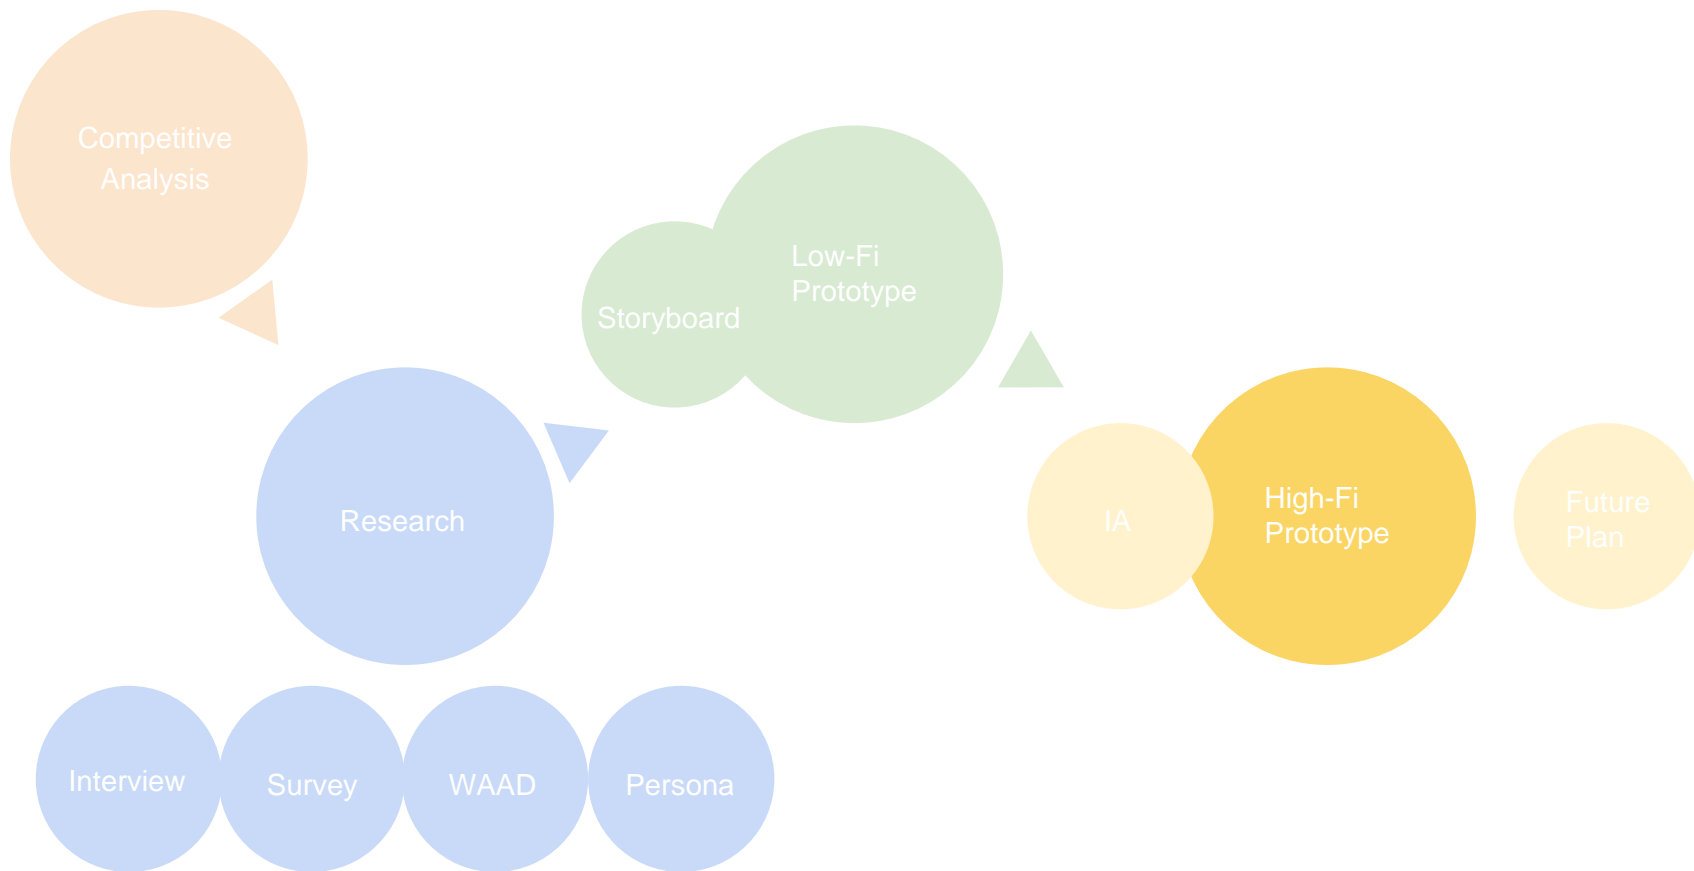 Competitive
Analysis
Low-Fi
Prototype
Storyboard
Research
High-Fi
Prototype
IA
Future
Plan
Interview
Survey
WAAD
Persona